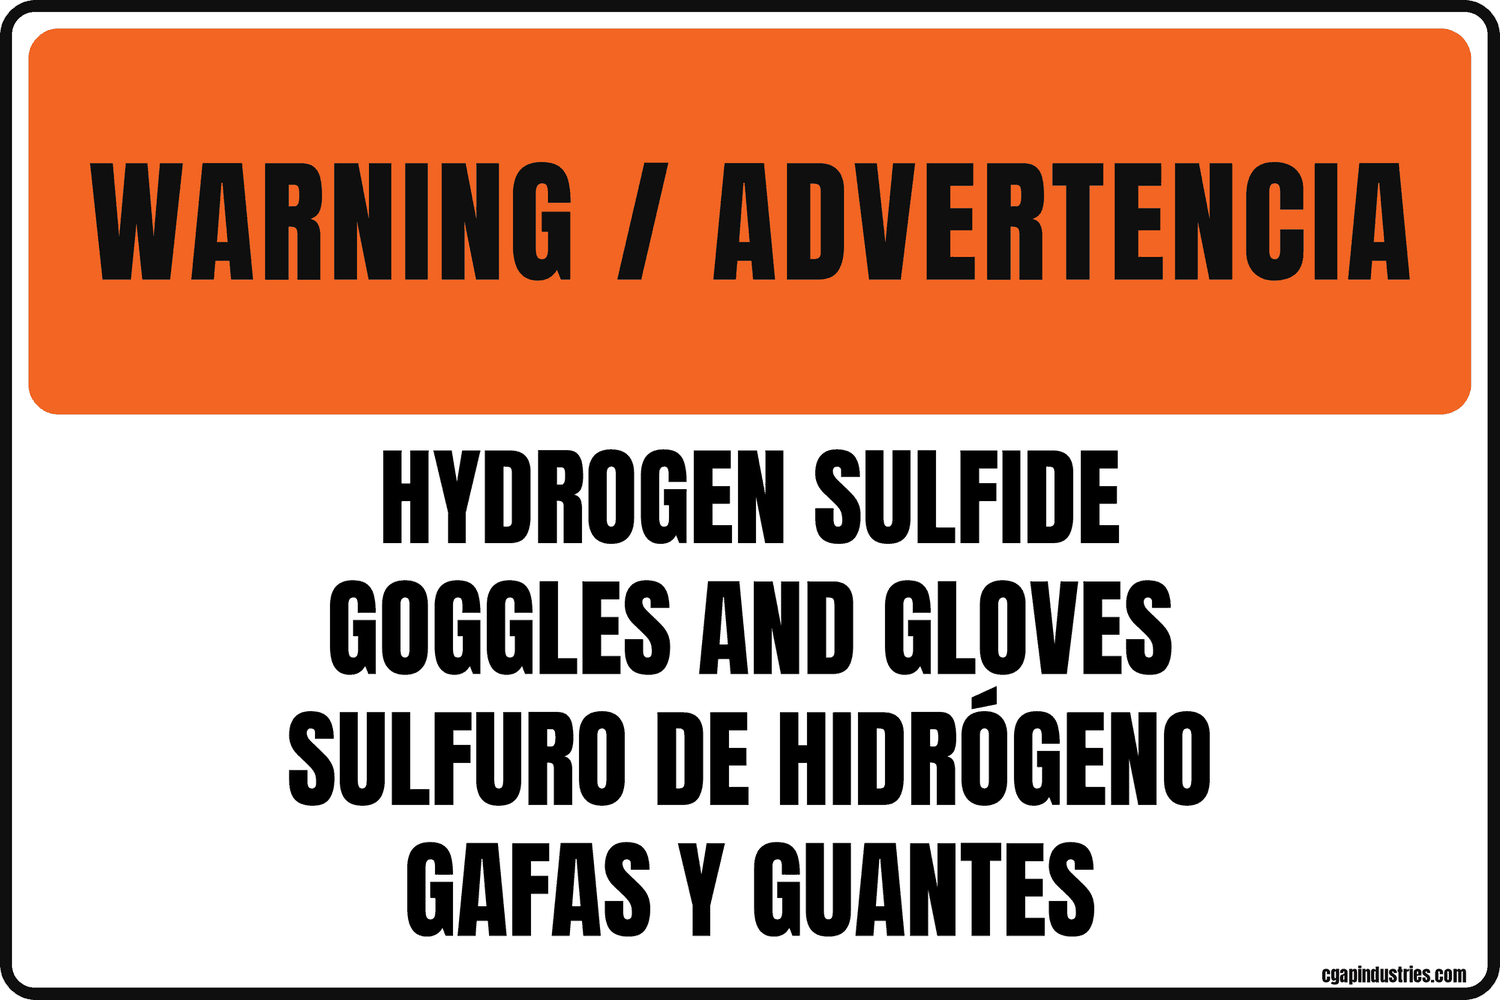 WARNING / ADVERTENCIA
HYDROGEN SULFIDE
GOGGLES AND GLOVES
SULFURO DE HIDRÓGENO
GAFAS Y GUANTES
cgapindustries.com